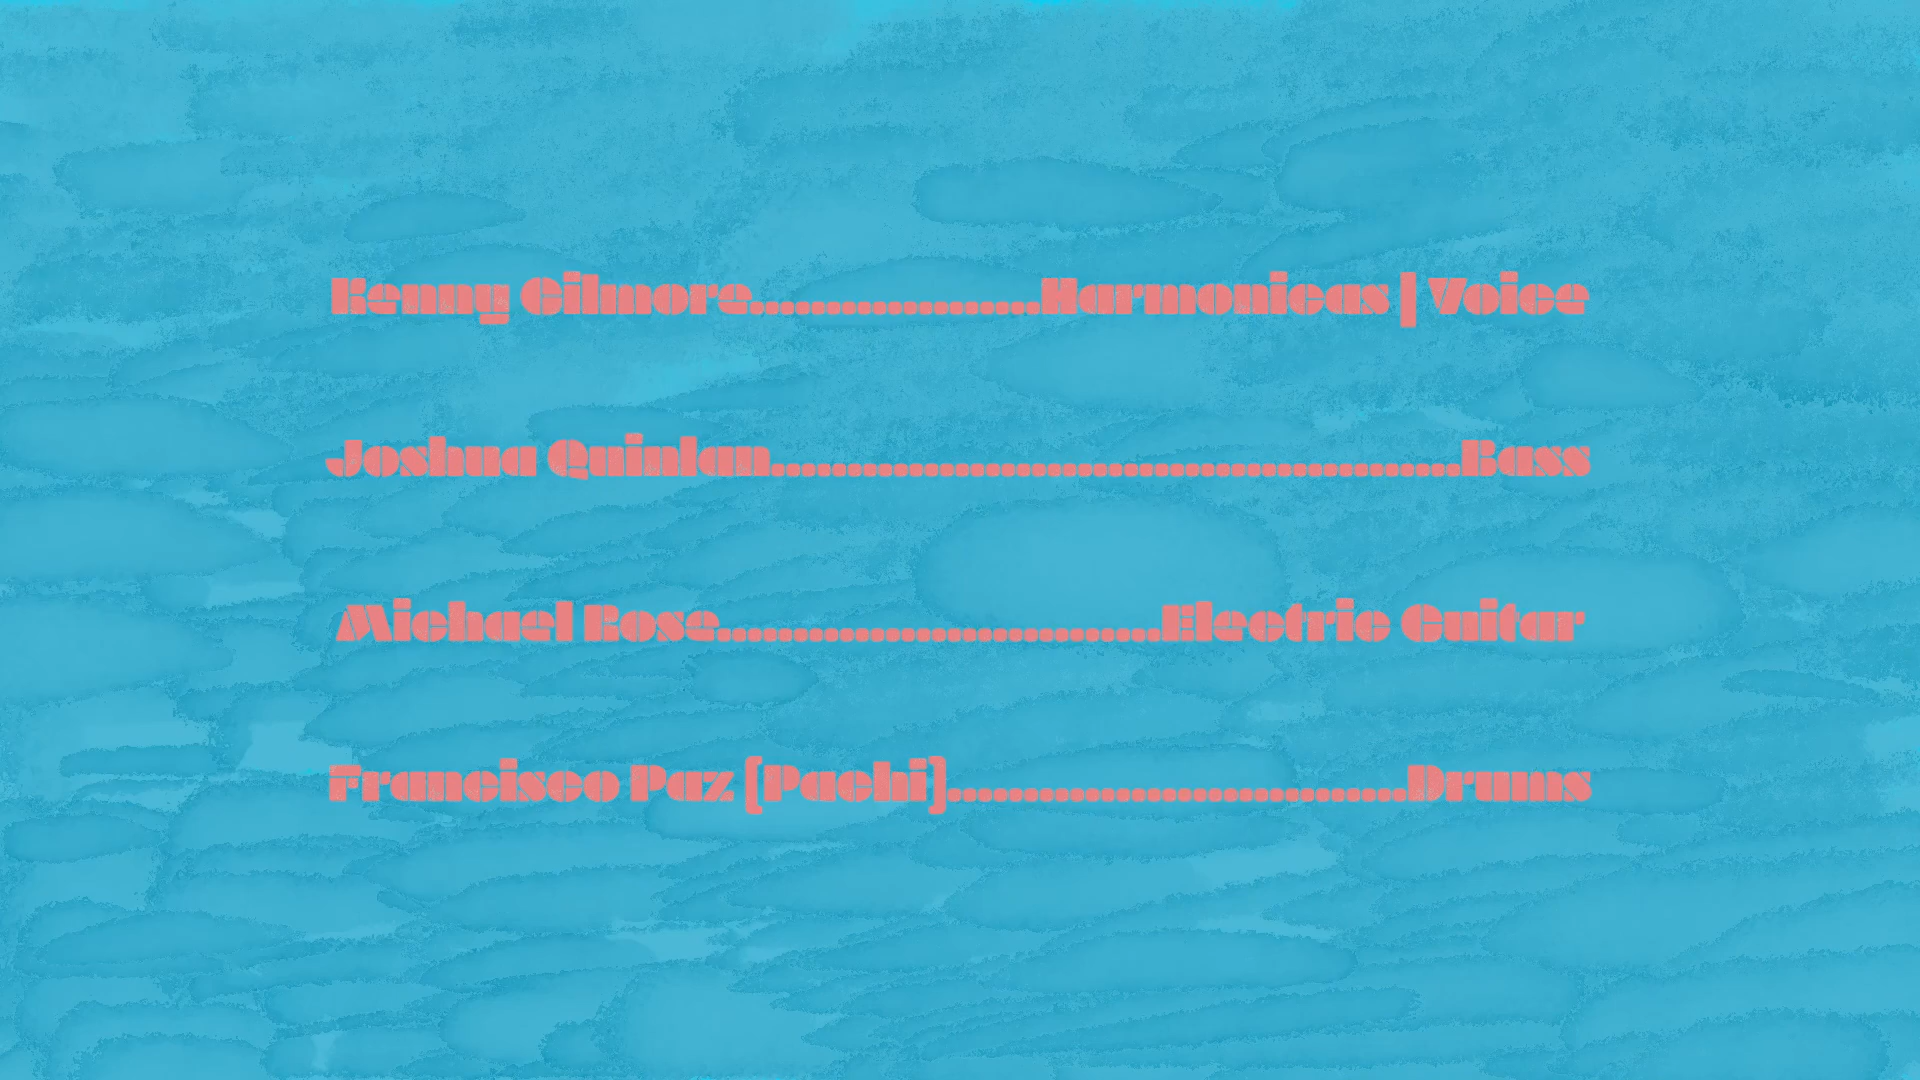 Kenny Gilmore...................Harmonicas | Voice
Joshua Quinlan.............................................Bass
Michael Rose.............................Electric Guitar
Francisco Paz (Pachi)..............................Drums